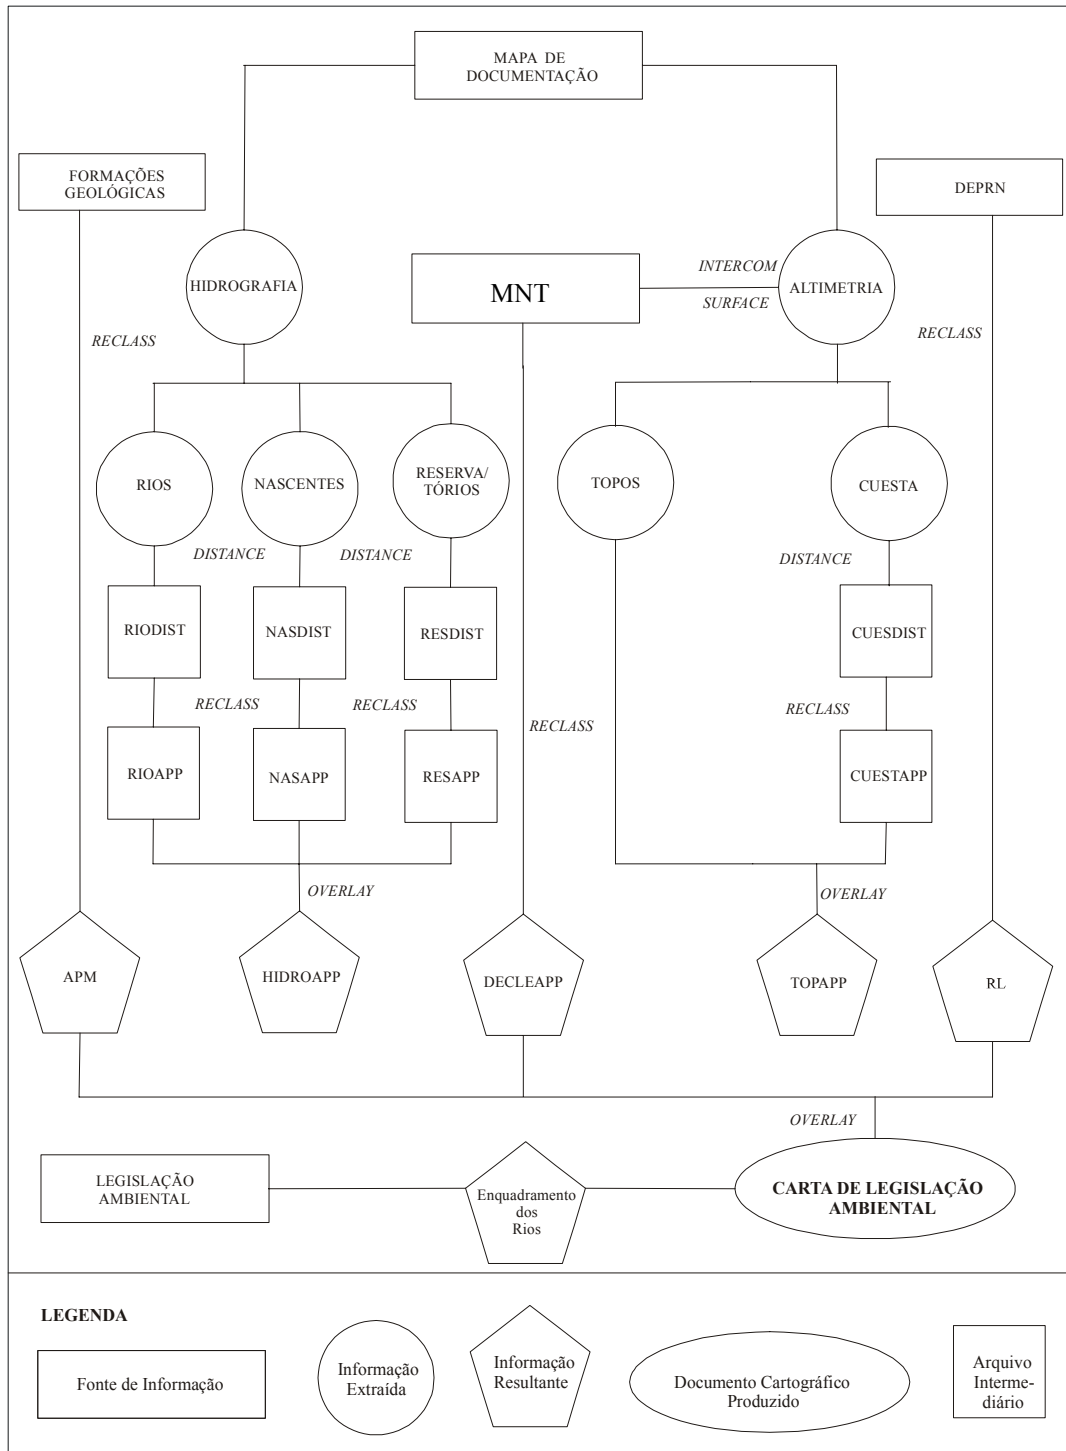 MAPA DE
DOCUMENTAÇÃO
FORMAÇÕES
GEOLÓGICAS
DEPRN
HIDROGRAFIA
MNT
INTERCOM
SURFACE
ALTIMETRIA
RECLASS
RECLASS
RIOS
NASCENTES
RESERVA/
TÓRIOS
TOPOS
CUESTA
DISTANCE
DISTANCE
DISTANCE
RIODIST
NASDIST
RESDIST
CUESDIST
RECLASS
RECLASS
RECLASS
RECLASS
RIOAPP
NASAPP
RESAPP
CUESTAPP
OVERLAY
OVERLAY
APM
HIDROAPP
DECLEAPP
TOPAPP
RL
OVERLAY
LEGISLAÇÃO
AMBIENTAL
Enquadramento
dos
Rios
CARTA DE LEGISLAÇÃO
AMBIENTAL
LEGENDA
Fonte de Informação
Informação
Extraída
Informação
Resultante
Documento Cartográfico
Produzido
Arquivo
Interme-
diário